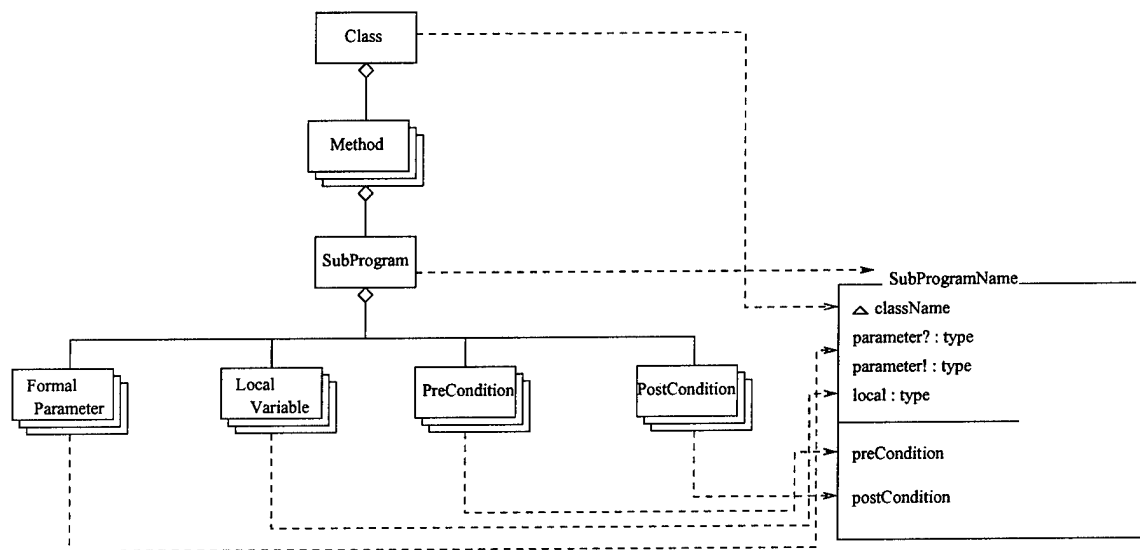 Class
Method
SubProgram
SubProgramName
△ className
parameter? : type
parameter! : type
local : type
preCondition
postCondition
Formal
Parameter
Local
Variable
PreCondition
PostCondition